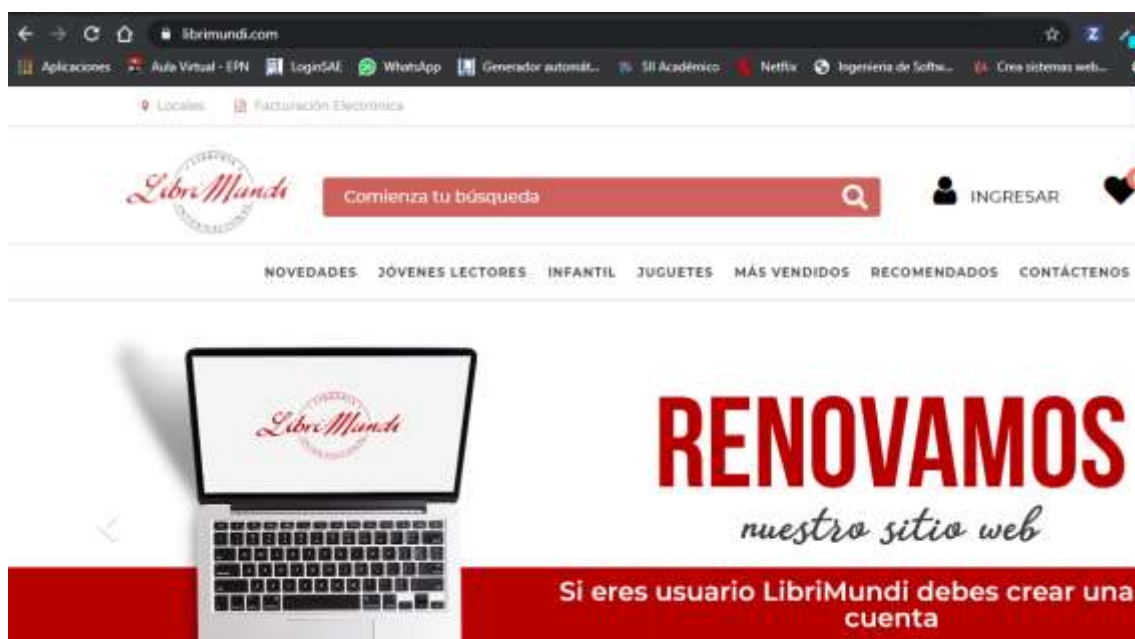 librimundi.com
Aplicaciones Aula Virtual - EPN LoginSAE WhatsApp Generador automát... SII Académico Netflix Ingenieria de Softw... Crea sistemas web...
Locales Facturación Electrónica
LibriMundi
Comienza tu búsqueda
INGRESAR
NOVEDADES JÓVENES LECTORES INFANTIL JUGUETES MÁS VENDIDOS RECOMENDADOS CONTÁCTENOS
LibriMundi
RENOVAMOS
nuestro sitio web
Si eres usuario LibriMundi debes crear una
cuenta